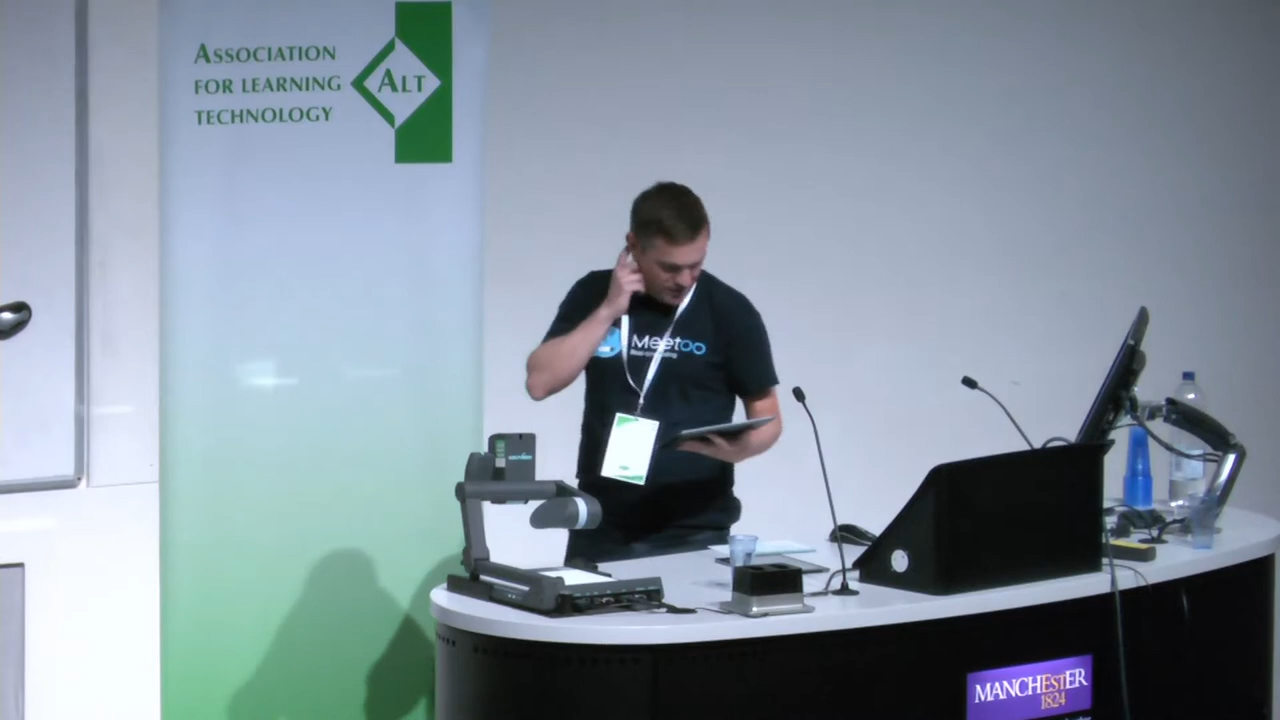 ASSOCIATION
FOR LEARNING
TECHNOLOGY
ALT
Meetoo
MANCHESTER
1824